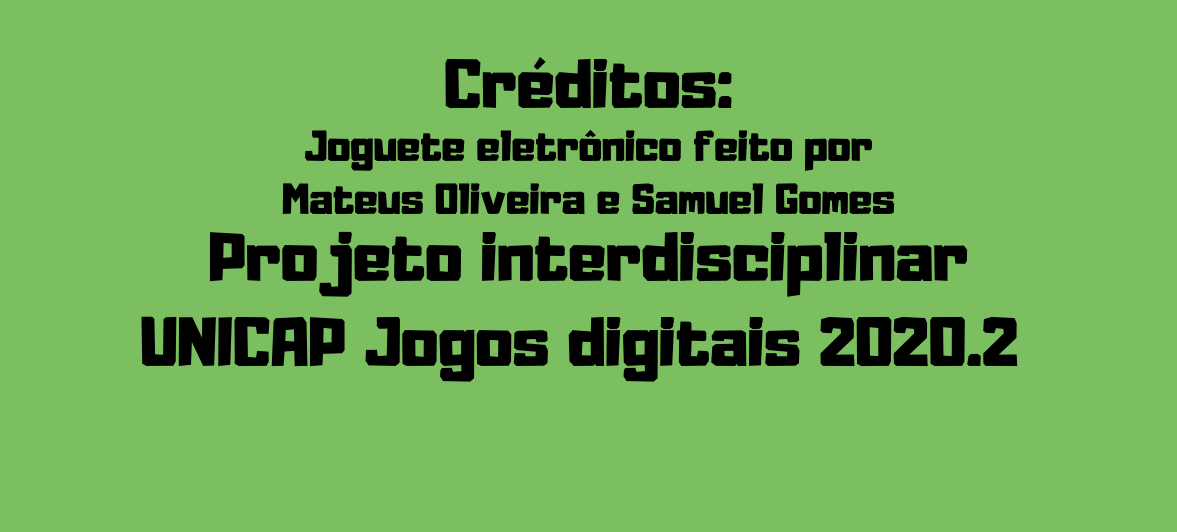 Créditos:
Joguete eletrônico feito por
Mateus Oliveira e Samuel Gomes
Projeto interdisciplinar
UNICAP Jogos digitais 2020.2